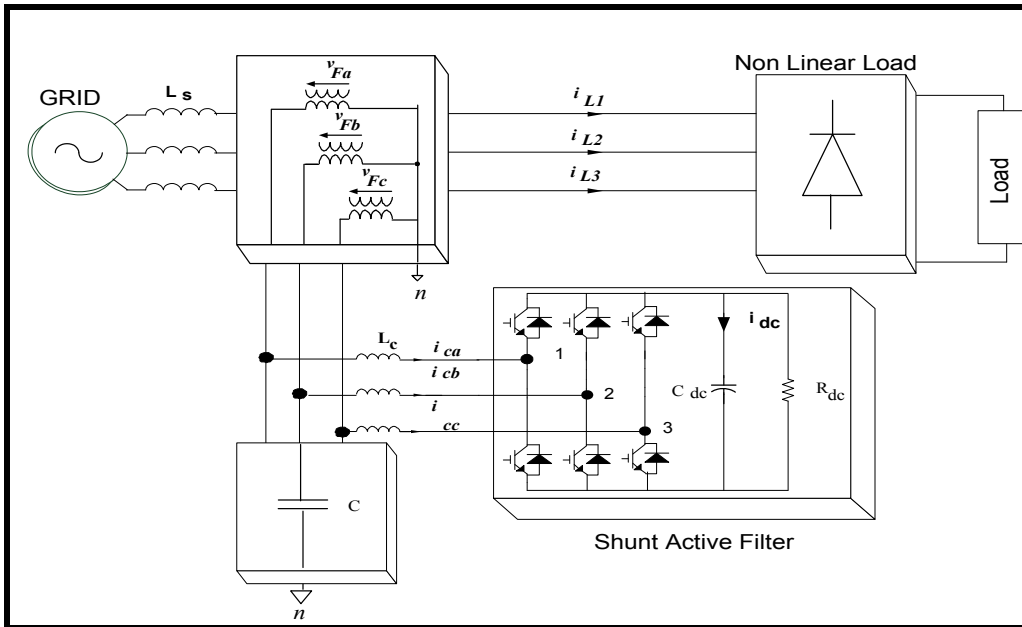 GRID
L s
v Fa
v Fb
v Fc
n
i L1
i L2
i L3
Non Linear Load
Load
L c
i ca
i cb
i
cc
1
2
3
i dc
C dc
R dc
C
n
Shunt Active Filter